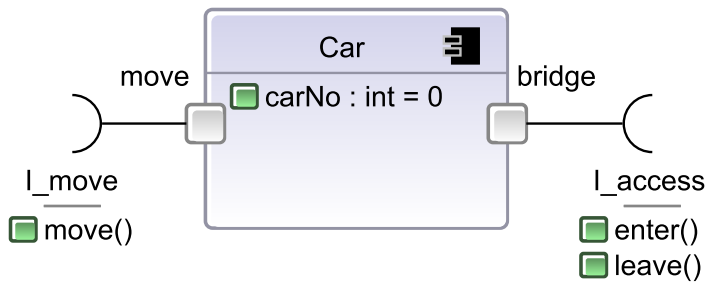 Car
move
bridge
carNo : int = 0
I_move
move()
I_access
enter()
leave()